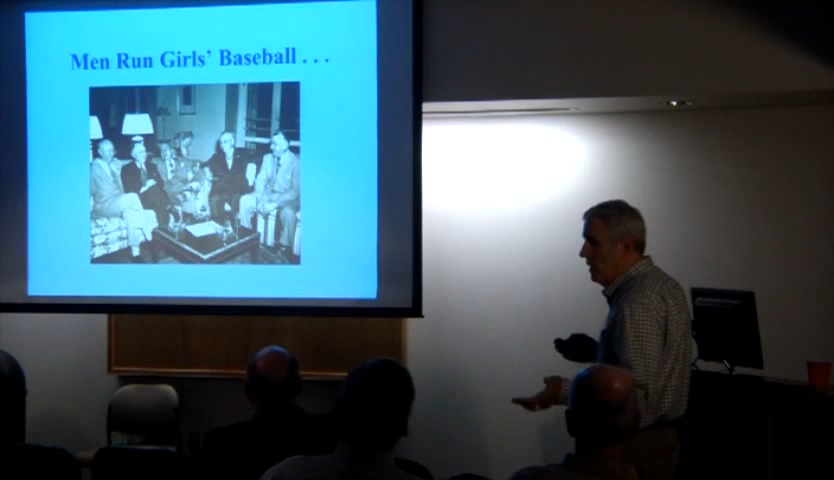 Men Run Girls' Baseball . . .